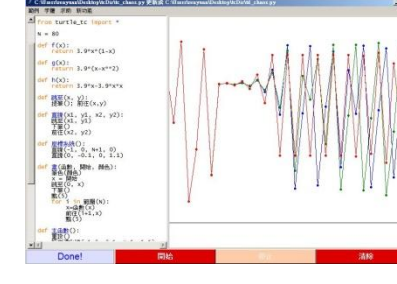 from turtle_tc import *
N = 80
def f(x):
return 3.9*x*(1-x)
def g(x):
return 3.9*(x-x**2)
def h(x):
return 3.9*x-3.9*x*x
def 跳至(x, y):
提筆(); 前往(x,y)
def 直線(x1, y1, x2, y2):
跳至(x1, y1)
下筆()
前往(x2, y2)
def 座標系統():
直線(-1, 0, N+1, 0)
直線(0, -0.1, 0, 1.1)
def 畫(函數, 開始, 顏色):
筆色(顏色)
x = 開始
跳至(0, x)
下筆()
點(5)
for i in 範圍(N):
x=函數(x)
前往(i+1,x)
點(5)
def 主函數():
重設()
Done!
開始
清除